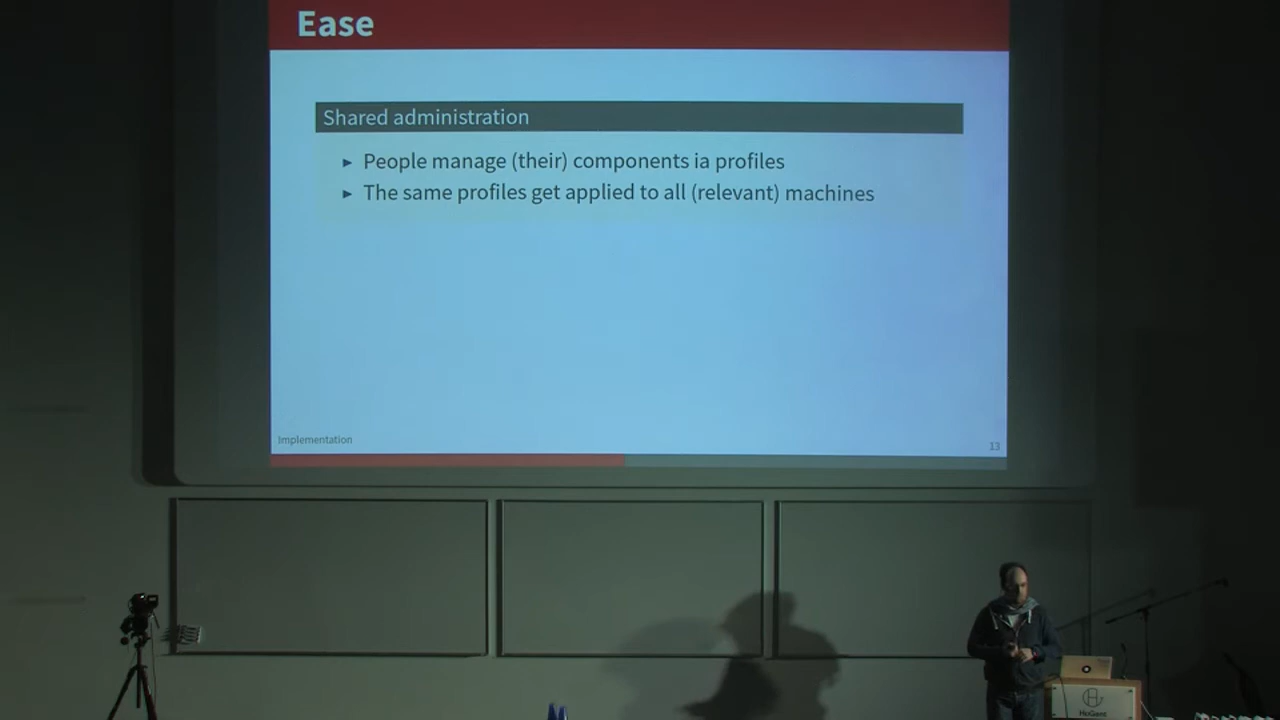 Ease
Shared administration
► People manage (their) components ia profiles
► The same profiles get applied to all (relevant) machines
Implementation
13
HoGent